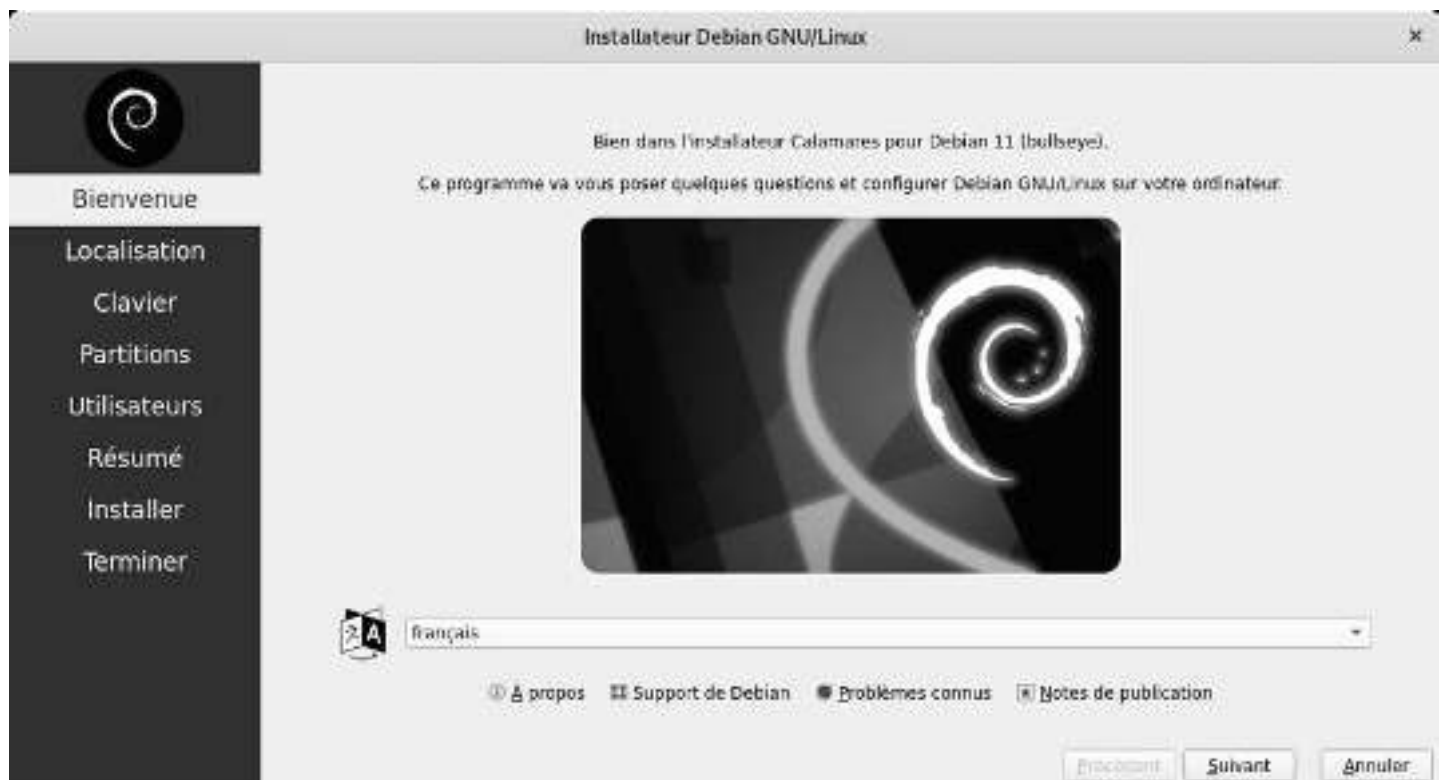 Installateur Debian GNU/Linux
Bienvenue
Localisation
Clavier
Partitions
Utilisateurs
Résumé
Installer
Terminer
Bien dans l'installateur Calamares pour Debian 11 (bullseye).
Ce programme va vous poser quelques questions et configurer Debian GNU/Linux sur votre ordinateur.
français
À propos Support de Debian Problèmes connus Notes de publication
Précédent Suivant Annuler